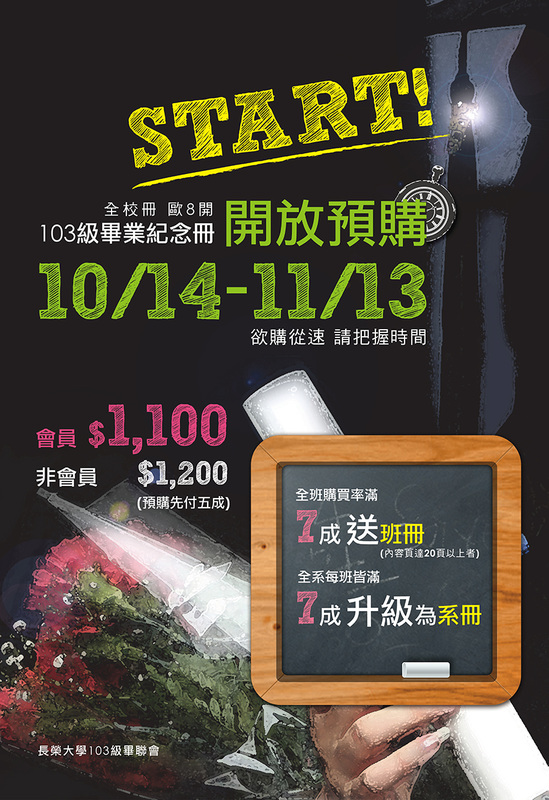 START!
全校冊 歐8開
103級畢業紀念冊 開放預購
10/14-11/13
欲購從速 請把握時間
會員 $1,100
非會員 $1,200
(預購先付五成)
全班購買率滿
7成 送班冊
(內容頁達20頁以上者)
全系每班皆滿
7成 升級為系冊
長榮大學103級畢聯會